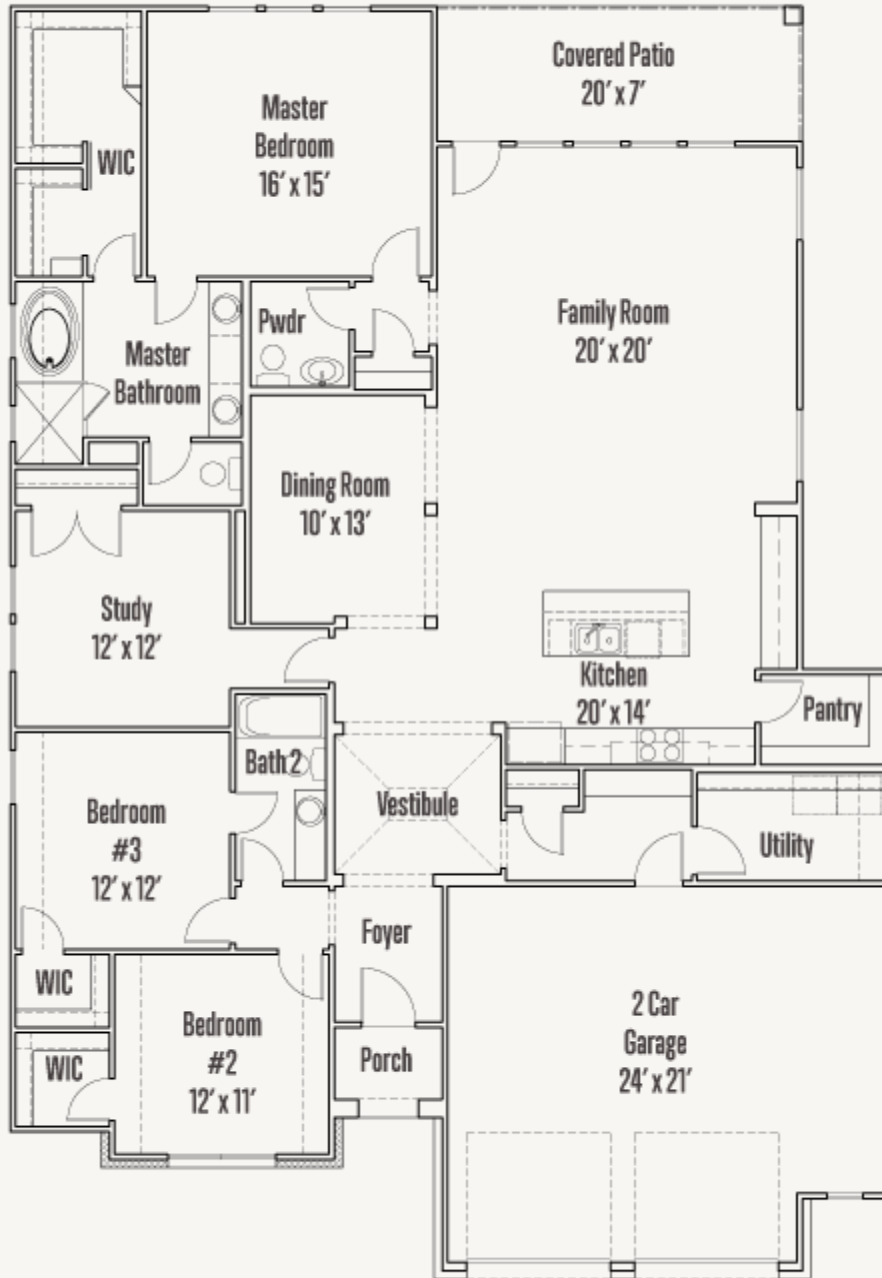 Covered Patio
20' x 7'
Master
Bedroom
16' x 15'
WIC
Family Room
20' x 20'
Pwdr
Master
Bathroom
Dining Room
10' x 13'
Study
12' x 12'
Kitchen
20' x 14'
Pantry
Bath 2
Vestibule
Bedroom
#3
12' x 12'
Utility
Foyer
WIC
Bedroom
#2
12' x 11'
2 Car
Garage
24' x 21'
Porch
WIC